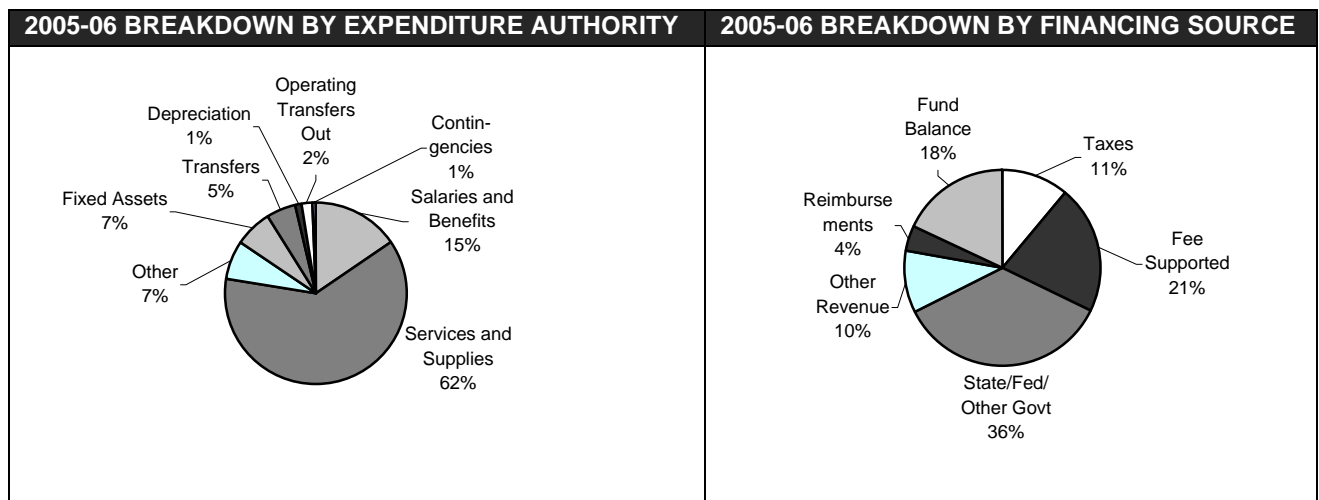 2005-06 BREAKDOWN BY EXPENDITURE AUTHORITY
Operating
Transfers
Out
2%
Depreciation
1%
Contin-
gencies
1%
Transfers
5%
Salaries and
Benefits
15%
Fixed Assets
7%
Other
7%
Services and
Supplies
62%
2005-06 BREAKDOWN BY FINANCING SOURCE
Fund
Balance
18%
Taxes
11%
Reimburse
ments
4%
Fee
Supported
21%
Other
Revenue
10%
State/Fed/
Other Govt
36%